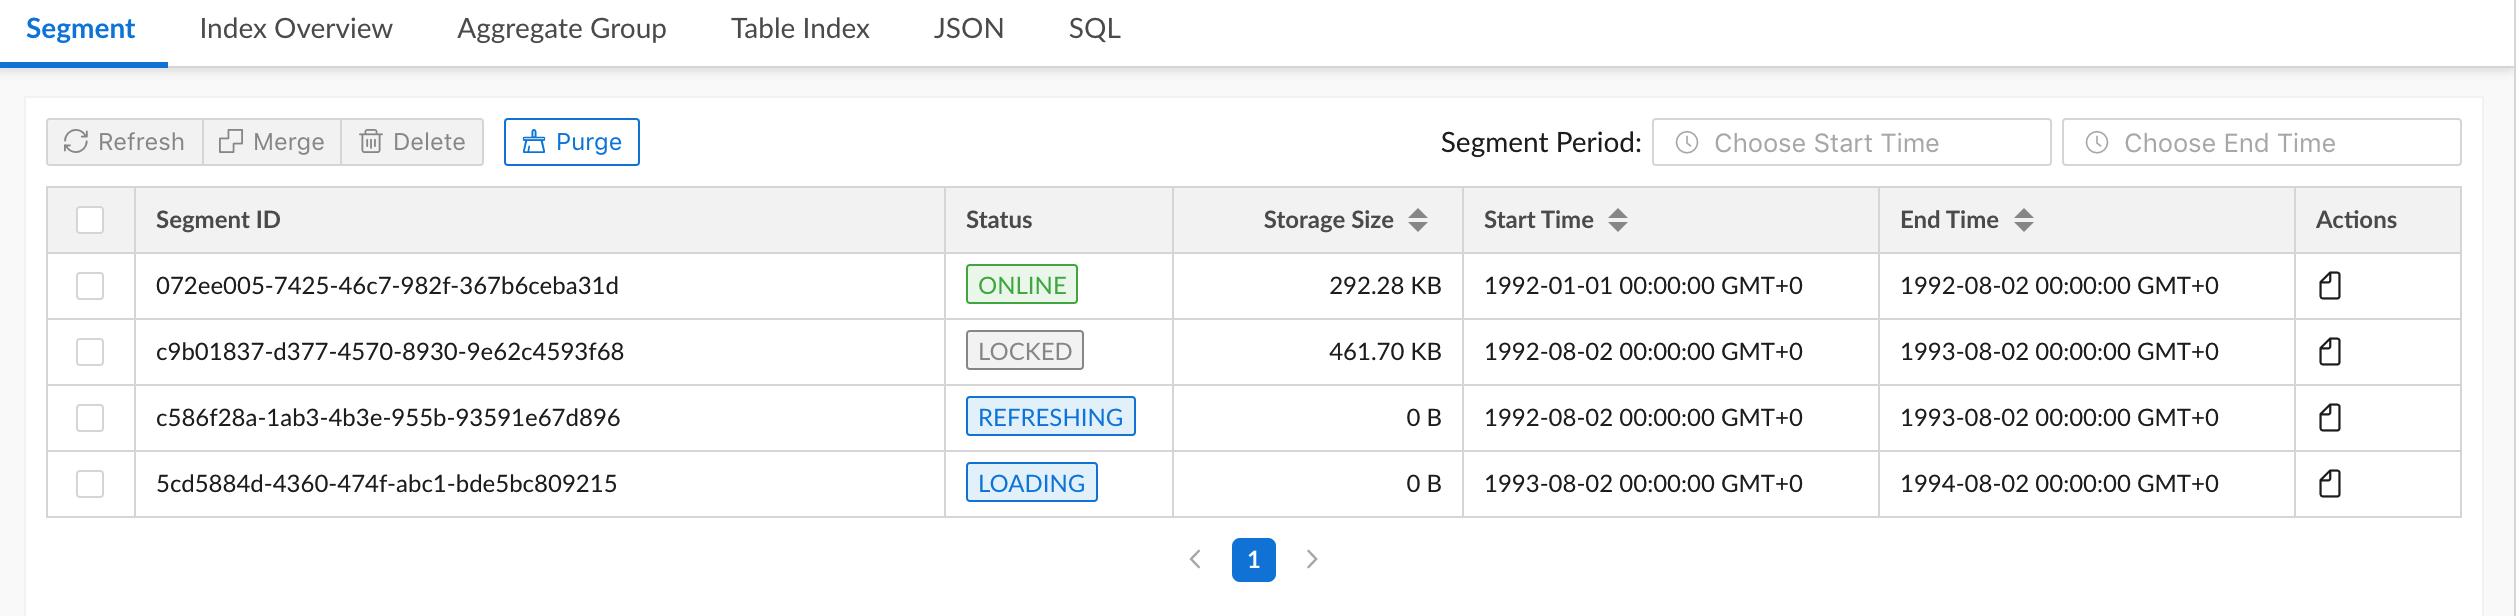 Segment Index Overview Aggregate Group Table Index JSON SQL
Refresh Merge Delete Purge Segment Period: Choose Start Time Choose End Time
Segment ID Status Storage Size Start Time End Time Actions
072ee005-7425-46c7-982f-367b6ceba31d ONLINE 292.28 KB 1992-01-01 00:00:00 GMT+0 1992-08-02 00:00:00 GMT+0
c9b01837-d377-4570-8930-9e62c4593f68 LOCKED 461.70 KB 1992-08-02 00:00:00 GMT+0 1993-08-02 00:00:00 GMT+0
c586f28a-1ab3-4b3e-955b-93591e67d896 REFRESHING 0 B 1992-08-02 00:00:00 GMT+0 1993-08-02 00:00:00 GMT+0
5cd5884d-4360-474f-abc1-bde5bc809215 LOADING 0 B 1993-08-02 00:00:00 GMT+0 1994-08-02 00:00:00 GMT+0
1